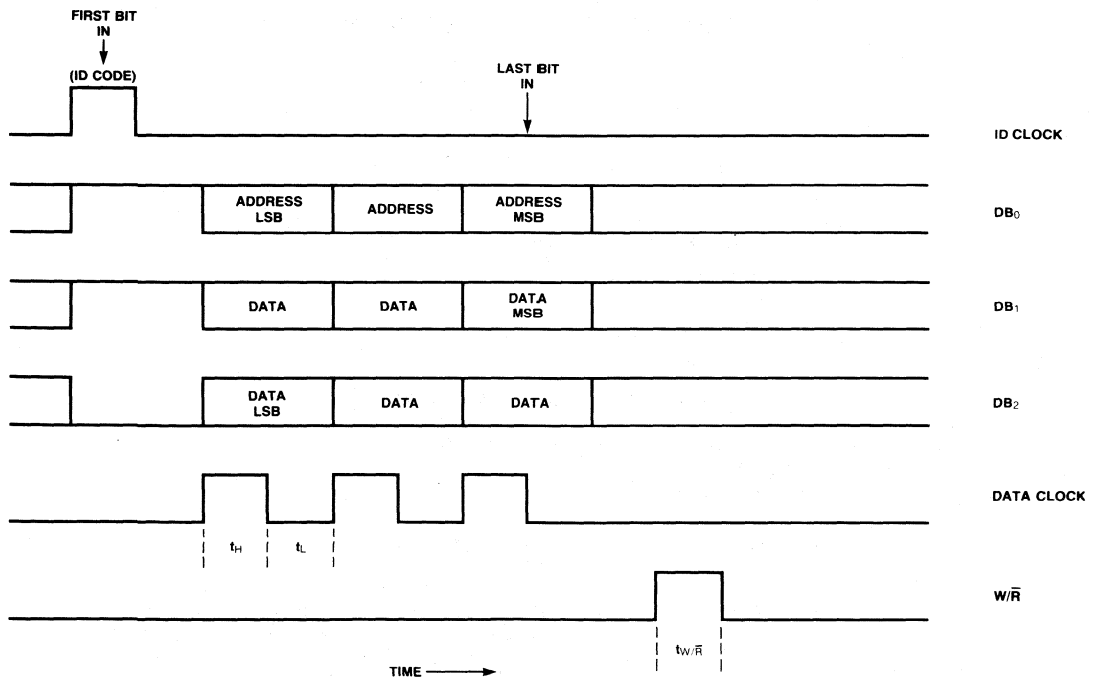 FIRST BIT
IN
(ID CODE)
LAST BIT
IN
ID CLOCK
ADDRESS
LSB
ADDRESS
ADDRESS
MSB
DB₀
DATA
DATA
DATA
MSB
DB₁
DATA
LSB
DATA
DATA
DB₂
DATA CLOCK
tH
tL
W/R̅
tW/R̅
TIME